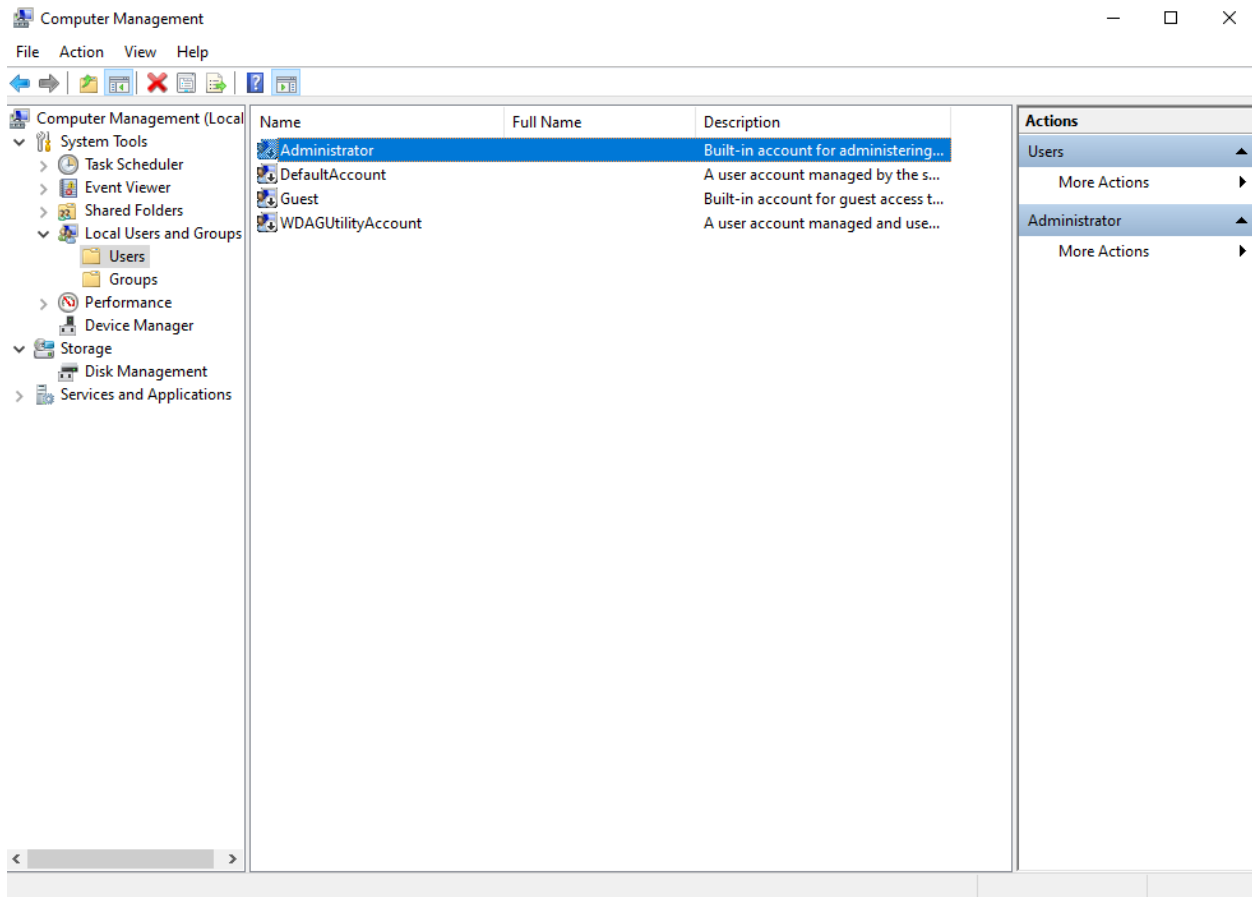 Computer Management
File Action View Help
Computer Management (Local
System Tools
Task Scheduler
Event Viewer
Shared Folders
Local Users and Groups
Users
Groups
Performance
Device Manager
Storage
Disk Management
Services and Applications
Name Full Name Description
Administrator Built-in account for administering...
DefaultAccount A user account managed by the s...
Guest Built-in account for guest access t...
WDAGUtilityAccount A user account managed and use...
Actions
Users
More Actions
Administrator
More Actions